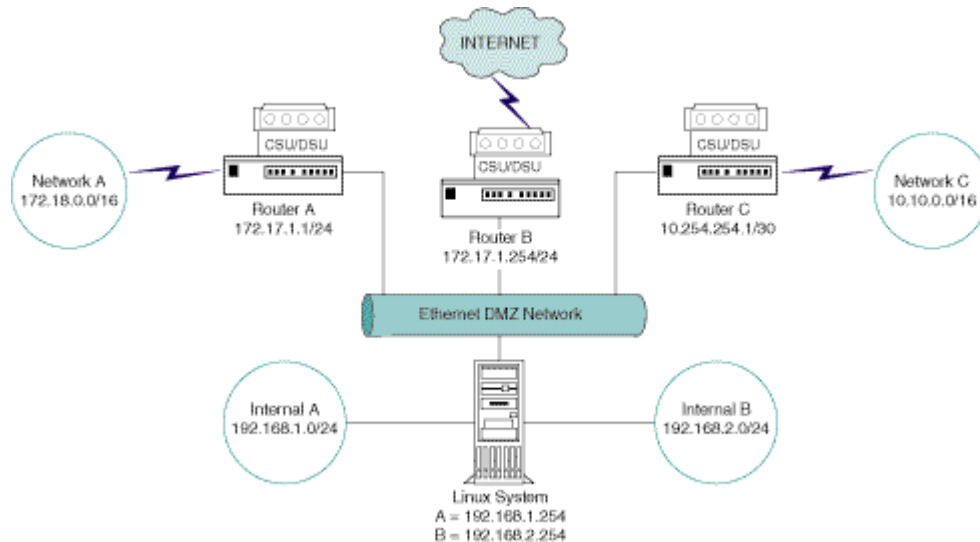 INTERNET
CSU/DSU
CSU/DSU
CSU/DSU
Network A
172.18.0.0/16
Router A
172.17.1.1/24
Router B
172.17.1.254/24
Router C
10.254.254.1/30
Network C
10.10.0.0/16
Ethernet DMZ Network
Internal A
192.168.1.0/24
Internal B
192.168.2.0/24
Linux System
A = 192.168.1.254
B = 192.168.2.254